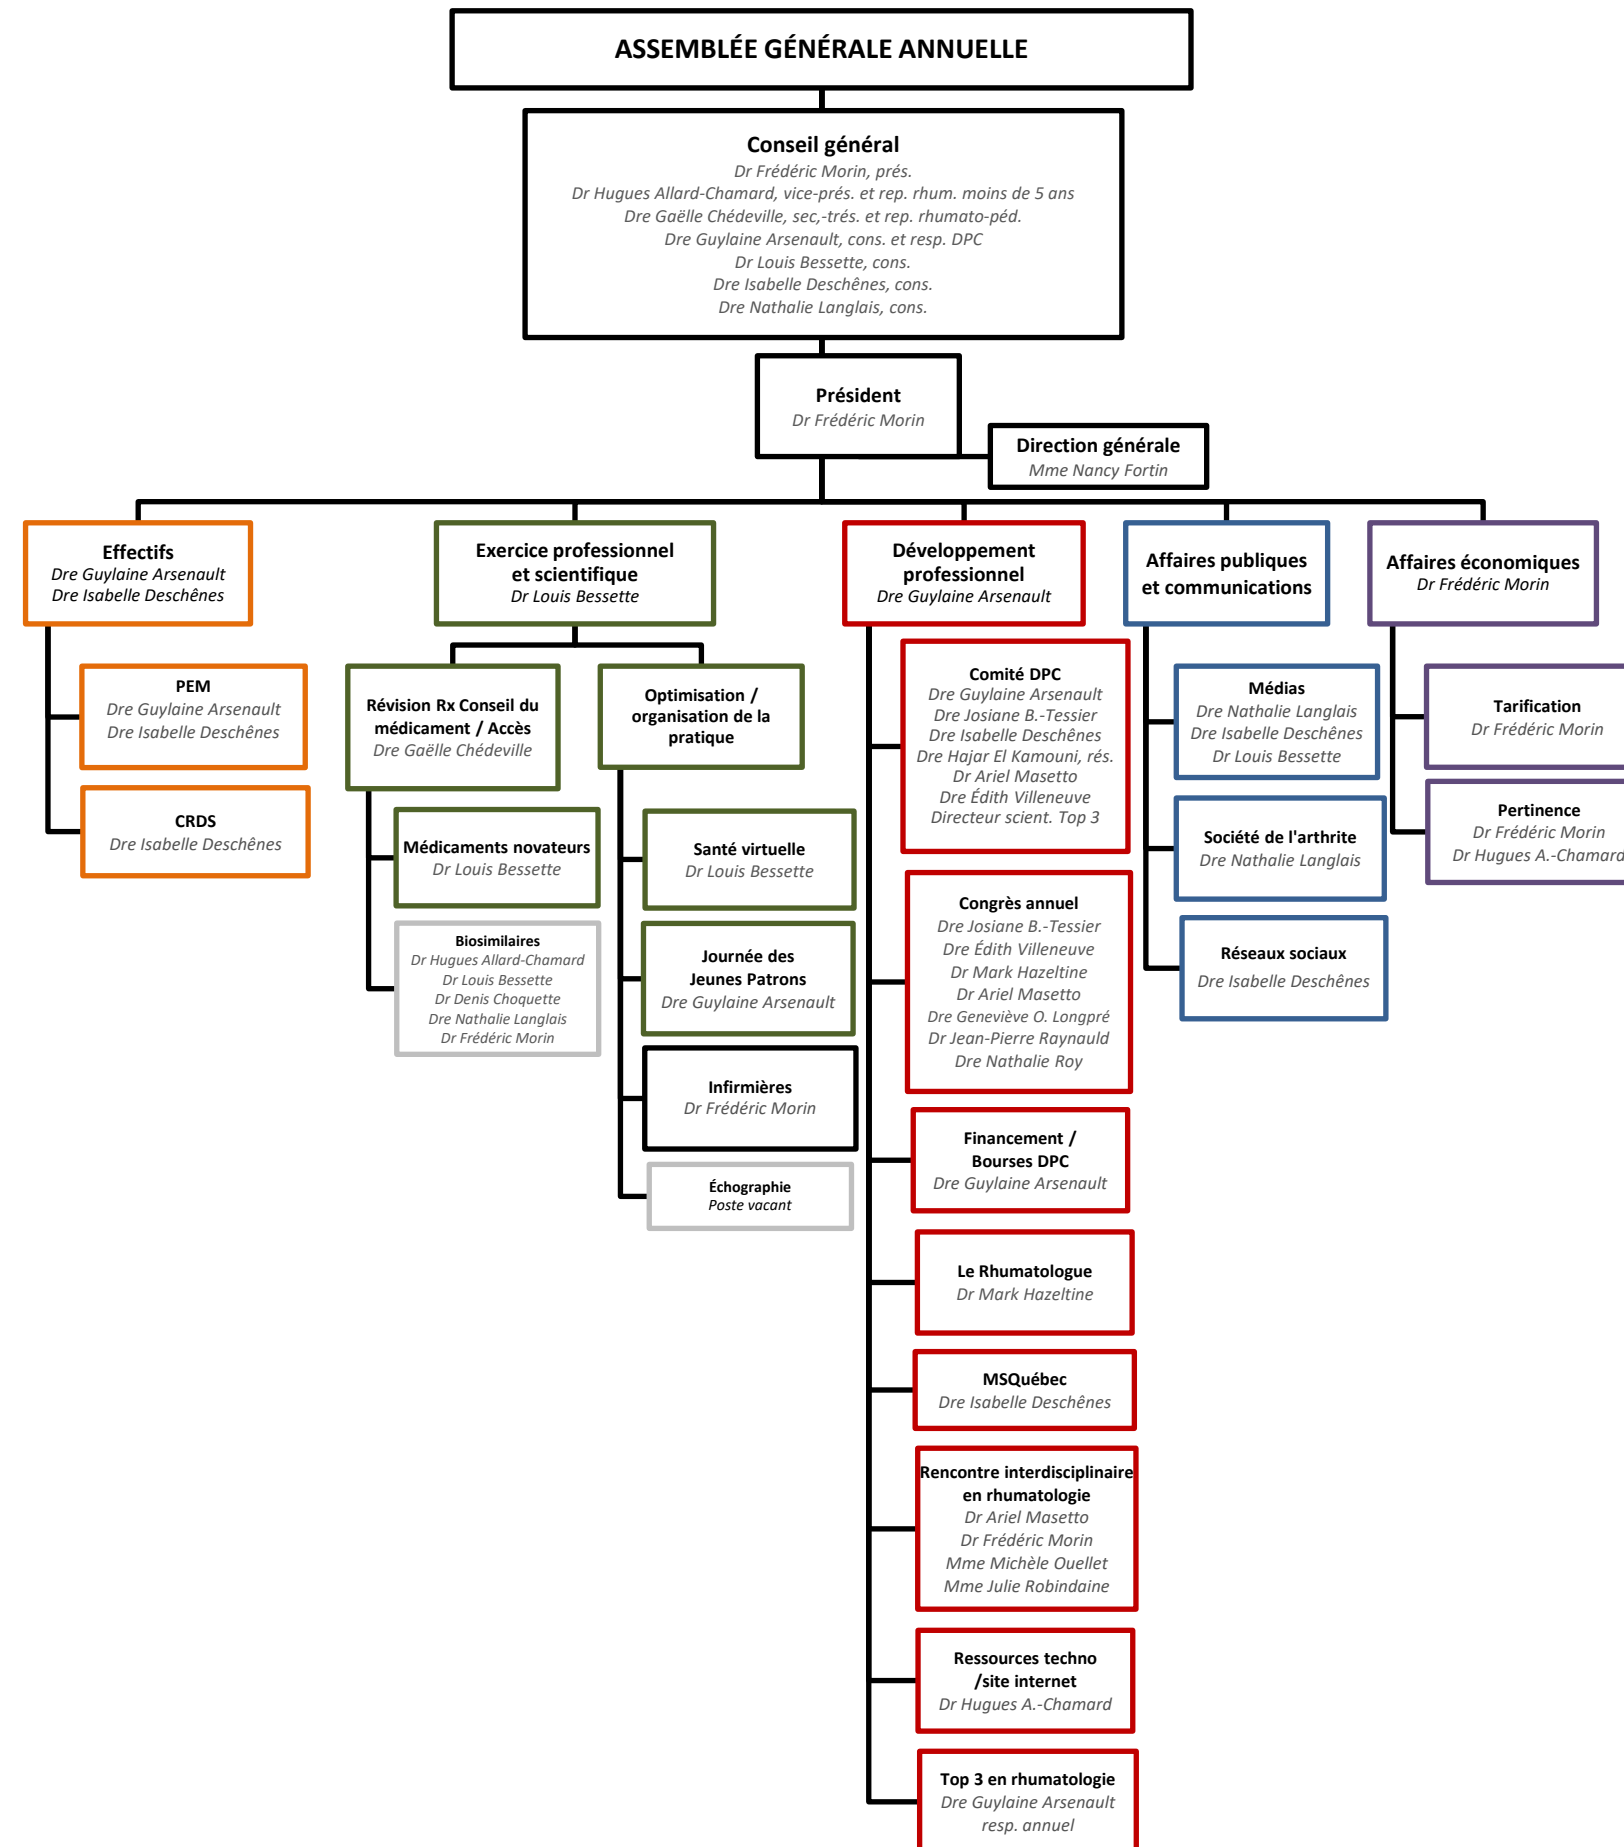 ASSEMBLÉE GÉNÉRALE ANNUELLE
Conseil général
Dr Frédéric Morin, prés.
Dr Hugues Allard-Chamard, vice-prés. et rep. rhum. moins de 5 ans
Dre Gaëlle Chédeville, sec,-trés. et rep. rhumato-péd.
Dre Guylaine Arsenault, cons. et resp. DPC
Dr Louis Bessette, cons.
Dre Isabelle Deschênes, cons.
Dre Nathalie Langlais, cons.
Président
Dr Frédéric Morin
Direction générale
Mme Nancy Fortin
Effectifs
Dre Guylaine Arsenault
Dre Isabelle Deschênes
PEM
Dre Guylaine Arsenault
Dre Isabelle Deschênes
CRDS
Dre Isabelle Deschênes
Exercice professionnel
et scientifique
Dr Louis Bessette
Révision Rx Conseil du
médicament / Accès
Dre Gaëlle Chédeville
Médicaments novateurs
Dr Louis Bessette
Biosimilaires
Dr Hugues Allard-Chamard
Dr Louis Bessette
Dr Denis Choquette
Dre Nathalie Langlais
Dr Frédéric Morin
Optimisation /
organisation de la
pratique
Santé virtuelle
Dr Louis Bessette
Journée des
Jeunes Patrons
Dre Guylaine Arsenault
Infirmières
Dr Frédéric Morin
Échographie
Poste vacant
Développement
professionnel
Dre Guylaine Arsenault
Comité DPC
Dre Guylaine Arsenault
Dre Josiane B.-Tessier
Dre Isabelle Deschênes
Dre Hajar El Kamouni, rés.
Dr Ariel Masetto
Dre Édith Villeneuve
Directeur scient. Top 3
Congrès annuel
Dre Josiane B.-Tessier
Dre Édith Villeneuve
Dr Mark Hazeltine
Dr Ariel Masetto
Dre Geneviève O. Longpré
Dr Jean-Pierre Raynauld
Dre Nathalie Roy
Financement /
Bourses DPC
Dre Guylaine Arsenault
Le Rhumatologue
Dr Mark Hazeltine
MSQuébec
Dre Isabelle Deschênes
Rencontre interdisciplinaire
en rhumatologie
Dr Ariel Masetto
Dr Frédéric Morin
Mme Michèle Ouellet
Mme Julie Robindaine
Ressources techno
/site internet
Dr Hugues A.-Chamard
Top 3 en rhumatologie
Dre Guylaine Arsenault
resp. annuel
Affaires publiques
et communications
Médias
Dre Nathalie Langlais
Dre Isabelle Deschênes
Dr Louis Bessette
Société de l'arthrite
Dre Nathalie Langlais
Réseaux sociaux
Dre Isabelle Deschênes
Affaires économiques
Dr Frédéric Morin
Tarification
Dr Frédéric Morin
Pertinence
Dr Frédéric Morin
Dr Hugues A.-Chamard